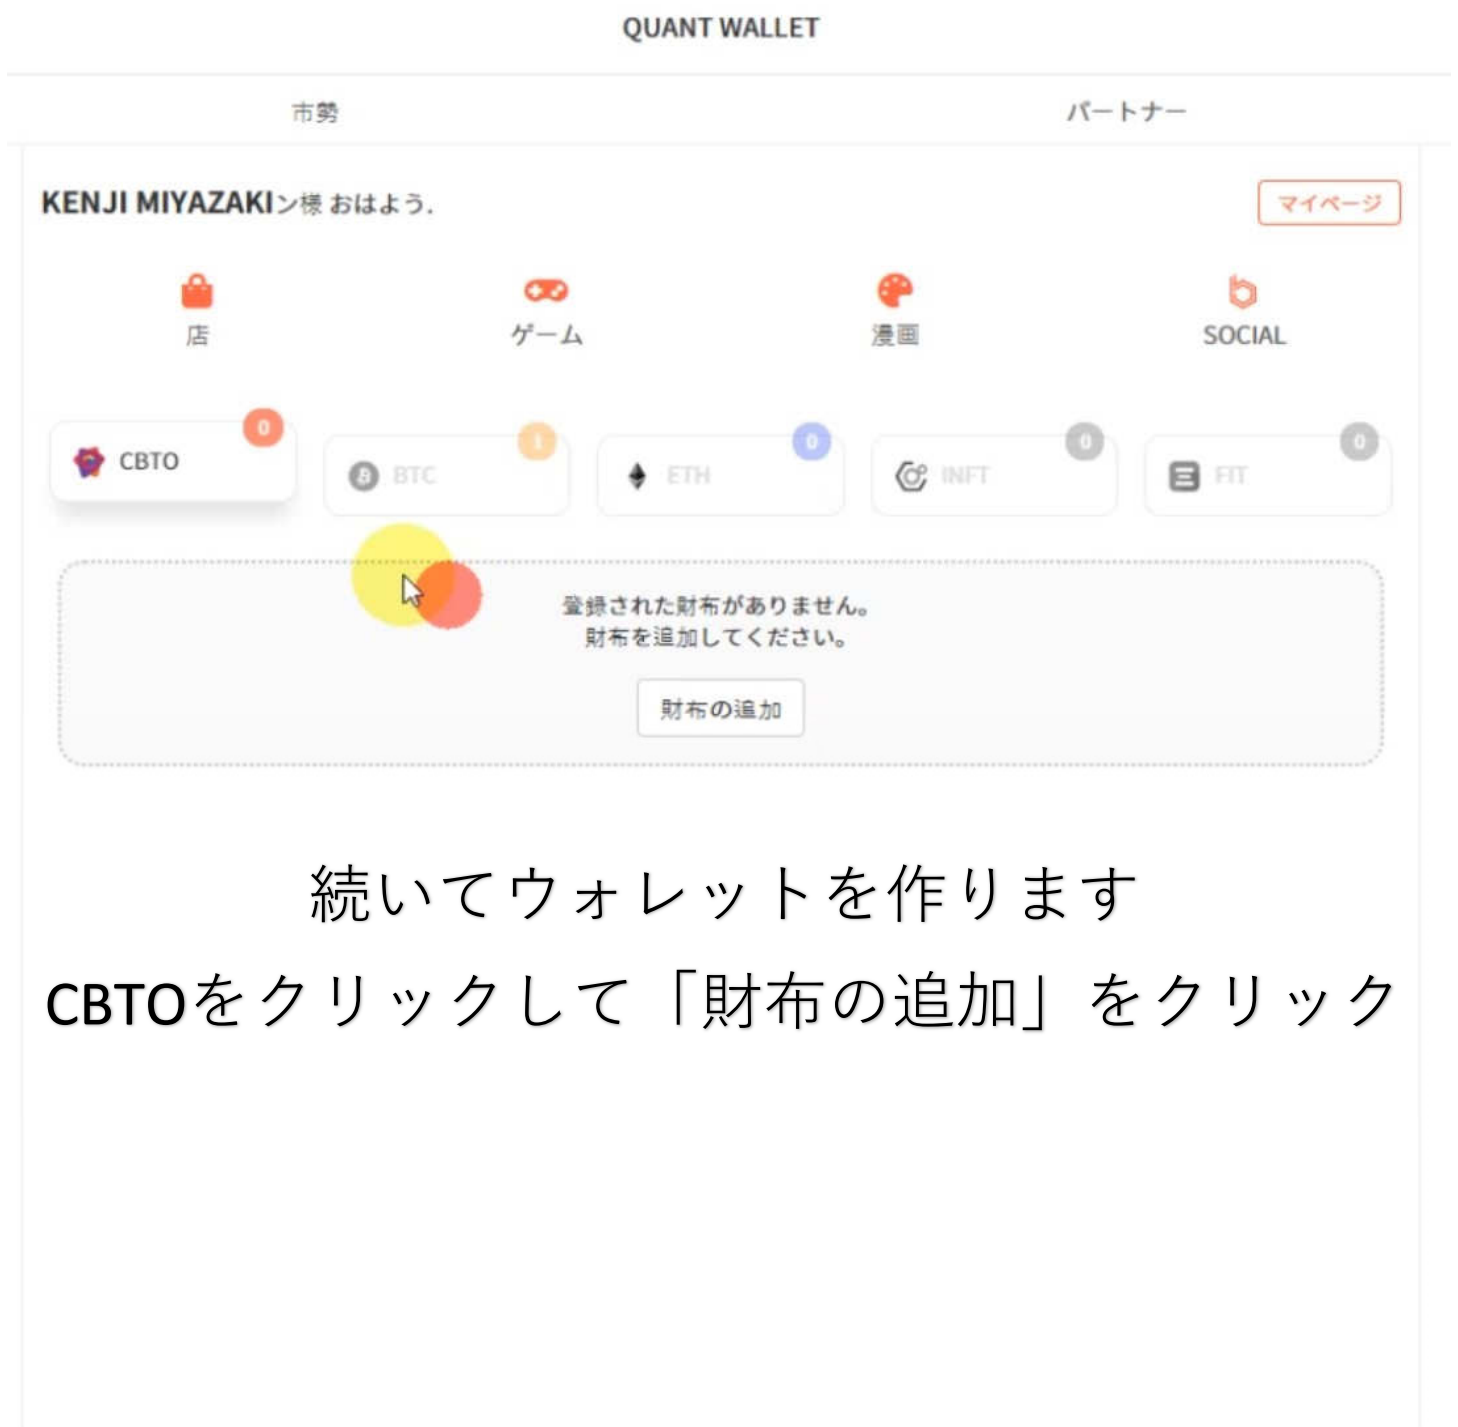 QUANT WALLET
市勢 パートナー
KENJI MIYAZAKIン様 おはよう.
マイページ
店 ゲーム 漫画 SOCIAL
0 1 0 0 0
CBTO BTC ETH INFT FIT
登録された財布がありません。
財布を追加してください。
財布の追加
続いてウォレットを作ります
CBTOをクリックして「財布の追加」をクリック